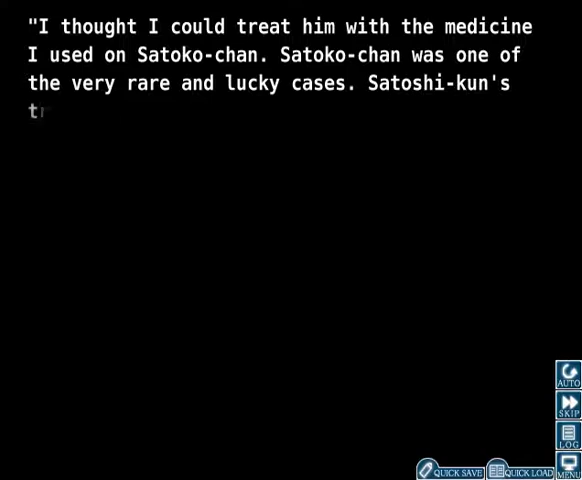 "I thought I could treat him with the medicine
I used on Satoko-chan. Satoko-chan was one of
the very rare and lucky cases. Satoshi-kun's
tr
AUTO
SKIP
LOG
QUICK SAVE QUICK LOAD MENU